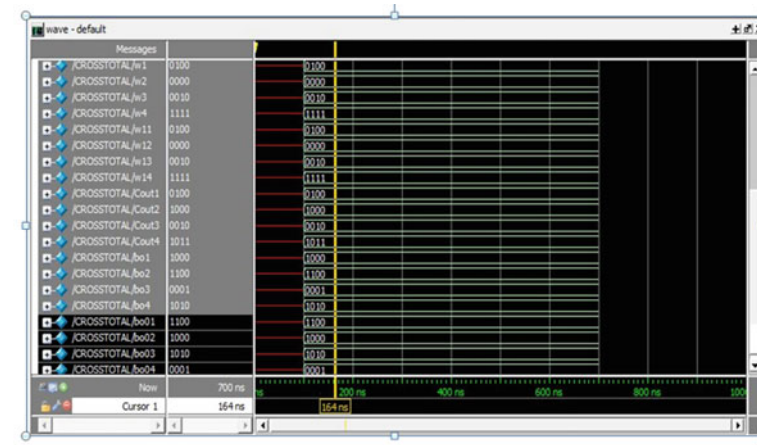 wave - default
Messages
/CROSSTOTAL/w1 0100 0100
/CROSSTOTAL/w2 0000 0000
/CROSSTOTAL/w3 0010 0010
/CROSSTOTAL/w4 1111 1111
/CROSSTOTAL/w11 0100 0100
/CROSSTOTAL/w12 0000 0000
/CROSSTOTAL/w13 0010 0010
/CROSSTOTAL/w14 1111 1111
/CROSSTOTAL/Cout1 0100 0100
/CROSSTOTAL/Cout2 1000 1000
/CROSSTOTAL/Cout3 0010 0010
/CROSSTOTAL/Cout4 1011 1011
/CROSSTOTAL/bo1 1000 1000
/CROSSTOTAL/bo2 1100 1100
/CROSSTOTAL/bo3 0001 0001
/CROSSTOTAL/bo4 1010 1010
/CROSSTOTAL/bo01 1100 1100
/CROSSTOTAL/bo02 1000 1000
/CROSSTOTAL/bo03 1010 1010
/CROSSTOTAL/bo04 0001 0001
Now 700 ns ns 200 ns 400 ns 600 ns 800 ns 100
Cursor 1 164 ns 164 ns